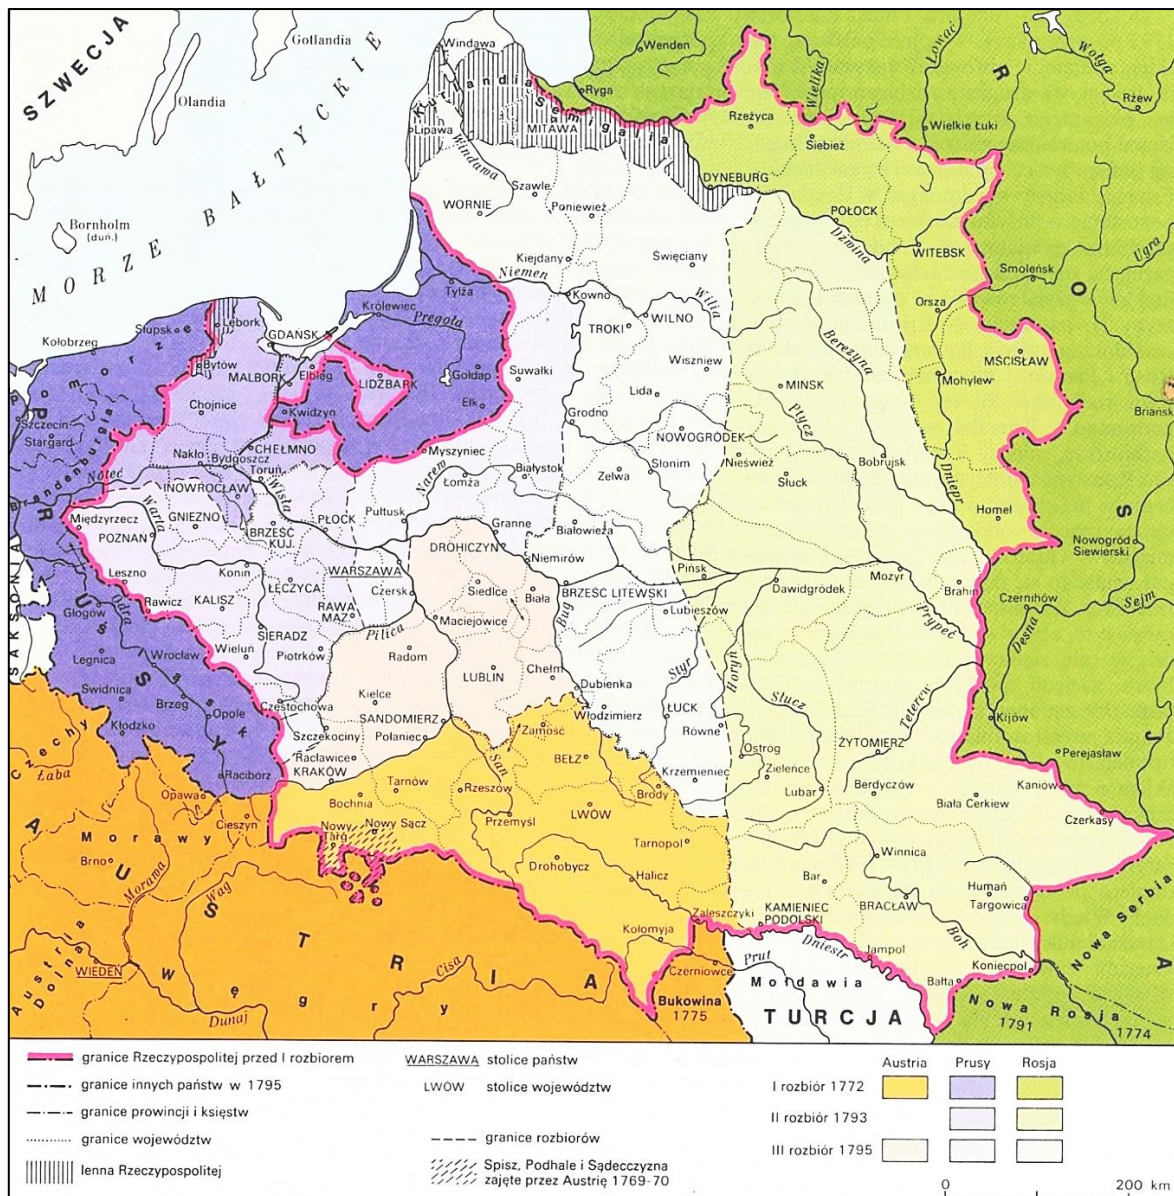 SZWECJA
Gotlandia
Olandia
Bornholm
(duń.)
MORZE BAŁTYCKIE
Windawa
Wenden
Ryga
Kurlandia
Semigalia
Lipawa
MITAWA
Windawa
Rzeżyca
Siebież
Wielika
Łować
Wołga
Rżew
Wielkie Łuki
Szawle
WORNIE
Poniewież
DYNEBURG
POŁOCK
Dźwina
WITEBSK
Ugra
Kiejdany
Święciany
Smoleńsk
Niemen
Tylża
Królewiec
Pregoła
Kowno
Wilia
Orsza
TROKI
WILNO
Berezyna
MŚCISŁAW
Słupsk
Lębork
GDAŃSK
Kołobrzeg
Pomorze
Bytów
MALBORK
Elbląg
LIDZBARK
Gołdap
Suwałki
Wiszniew
MINSK
Mohylew
Szczecin
Stargard
Chojnice
Kwidzyn
Ełk
Lida
Ptycz
Briańsk
Brandenburgia
Grodno
NOWOGRÓDEK
CHEŁMNO
Nakło
Bydgoszcz
Toruń
Myszyniec
Białystok
Zelwa
Słonim
Nieśwież
Bobrujsk
Noteć
Narew
Łomża
Słuck
Dniepr
INOWROCŁAW
Wisła
Międzyrzecz
Warta
GNIEZNO
POZNAŃ
BRZEŚĆ
KUJ.
PŁOCK
Pułtusk
Granne
Białowieża
Homel
DROHICZYN
Niemirów
Nowogród
Siewierski
SAKSONIA
Leszno
Konin
ŁĘCZYCA
WARSZAWA
Siedlce
Biała
BRZEŚĆ LITEWSKI
Pińsk
Dawidgródek
Mozyr
Brahiń
Głogów
Odra
Rawicz
KALISZ
RAWA
MAZ.
Czersk
Bug
Lubieszów
Czernihów
Sejm
Desna
Prypeć
SIERADZ
Pilica
Maciejowice
Legnica
Wrocław
Śląsk
Wieluń
Piotrków
Radom
LUBLIN
Chełm
Styr
Horyń
Świdnica
Brzeg
Opole
Częstochowa
Kielce
Dubienka
Włodzimierz
ŁUCK
Słucz
Teterew
Kłodzko
Szczekociny
SANDOMIERZ
Połaniec
Zamość
Równe
Kijów
Czechy
Łaba
Racławice
KRAKÓW
San
BEŁZ
Ostróg
Zieleńce
ŻYTOMIERZ
Perejasław
Racibórz
Opawa
Tarnów
Rzeszów
Krzemieniec
Lubar
Berdyczów
Kaniów
Bochnia
Brody
LWÓW
Biała Cerkiew
Czerkasy
Cieszyn
Morawy
Nowy
Targ
Nowy Sącz
Przemyśl
Tarnopol
Winnica
Brno
Morawa
Drohobycz
Halicz
Bar
BRACŁAW
Humań
Targowica
Wag
KAMIENIEC
PODOLSKI
Zaleszczyki
Nowa Serbia
Austria
Dolna
WIEDEŃ
Kołomyja
Czerniowce
Prut
Dniestr
Jampol
Boh
Koniecpol
Bałta
Węgry
Cisa
Dunaj
Bukowina
1775
Mołdawia
TURCJA
Nowa Rosja
1791
1774
PRUSY
AUSTRIA
ROSJA
granice Rzeczypospolitej przed I rozbiorem
granice innych państw w 1795
granice prowincji i księstw
granice województw
lenna Rzeczypospolitej
WARSZAWA stolice państw
LWÓW stolice województw
granice rozbiorów
Spisz, Podhale i Sądecczyzna
zajęte przez Austrię 1769-70
Austria Prusy Rosja
I rozbiór 1772
II rozbiór 1793
III rozbiór 1795
0 200 km